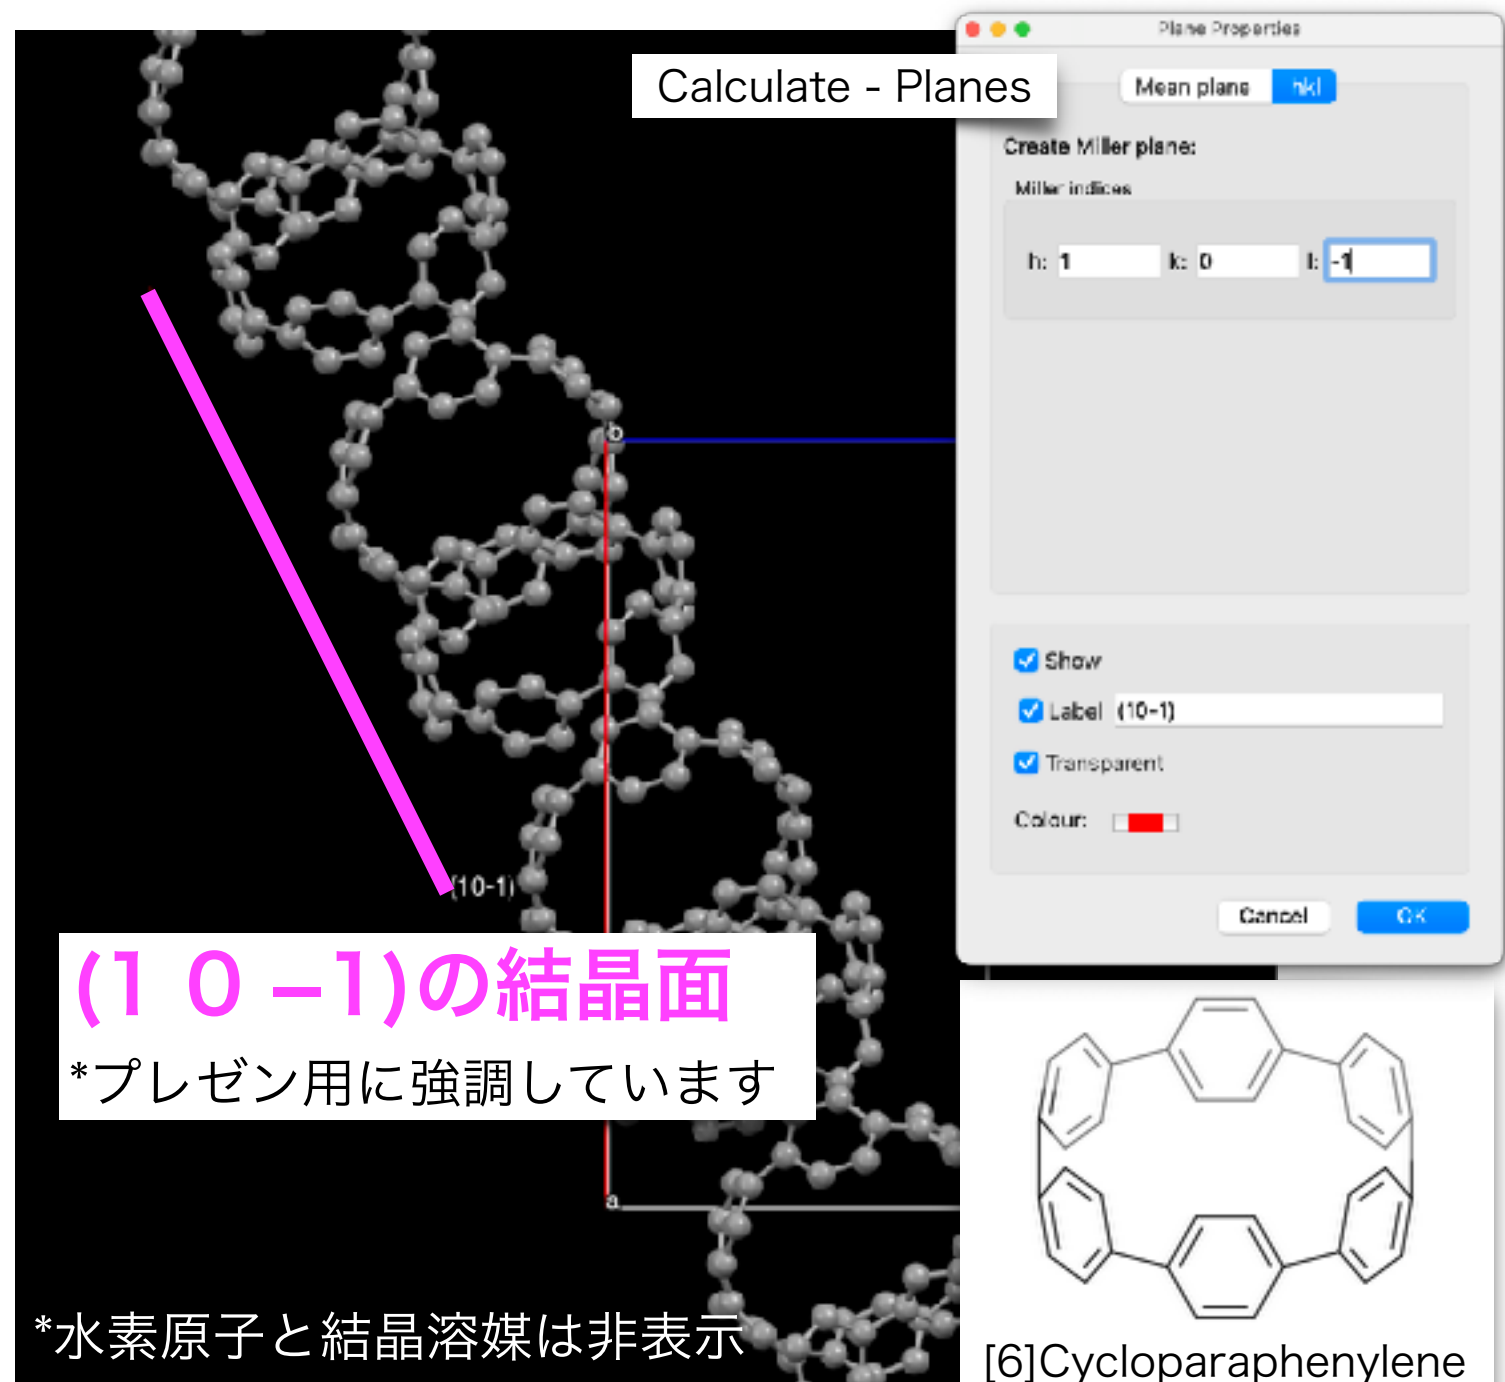 Plane Properties
Calculate - Planes
Mean plane hkl
Create Miller plane:
Miller indices
h: 1 k: 0 l: -1
b
Show
Label (10-1)
Transparent
Colour:
(10-1)
Cancel OK
(1 0 –1)の結晶面
*プレゼン用に強調しています
a
*水素原子と結晶溶媒は非表示
[6]Cycloparaphenylene